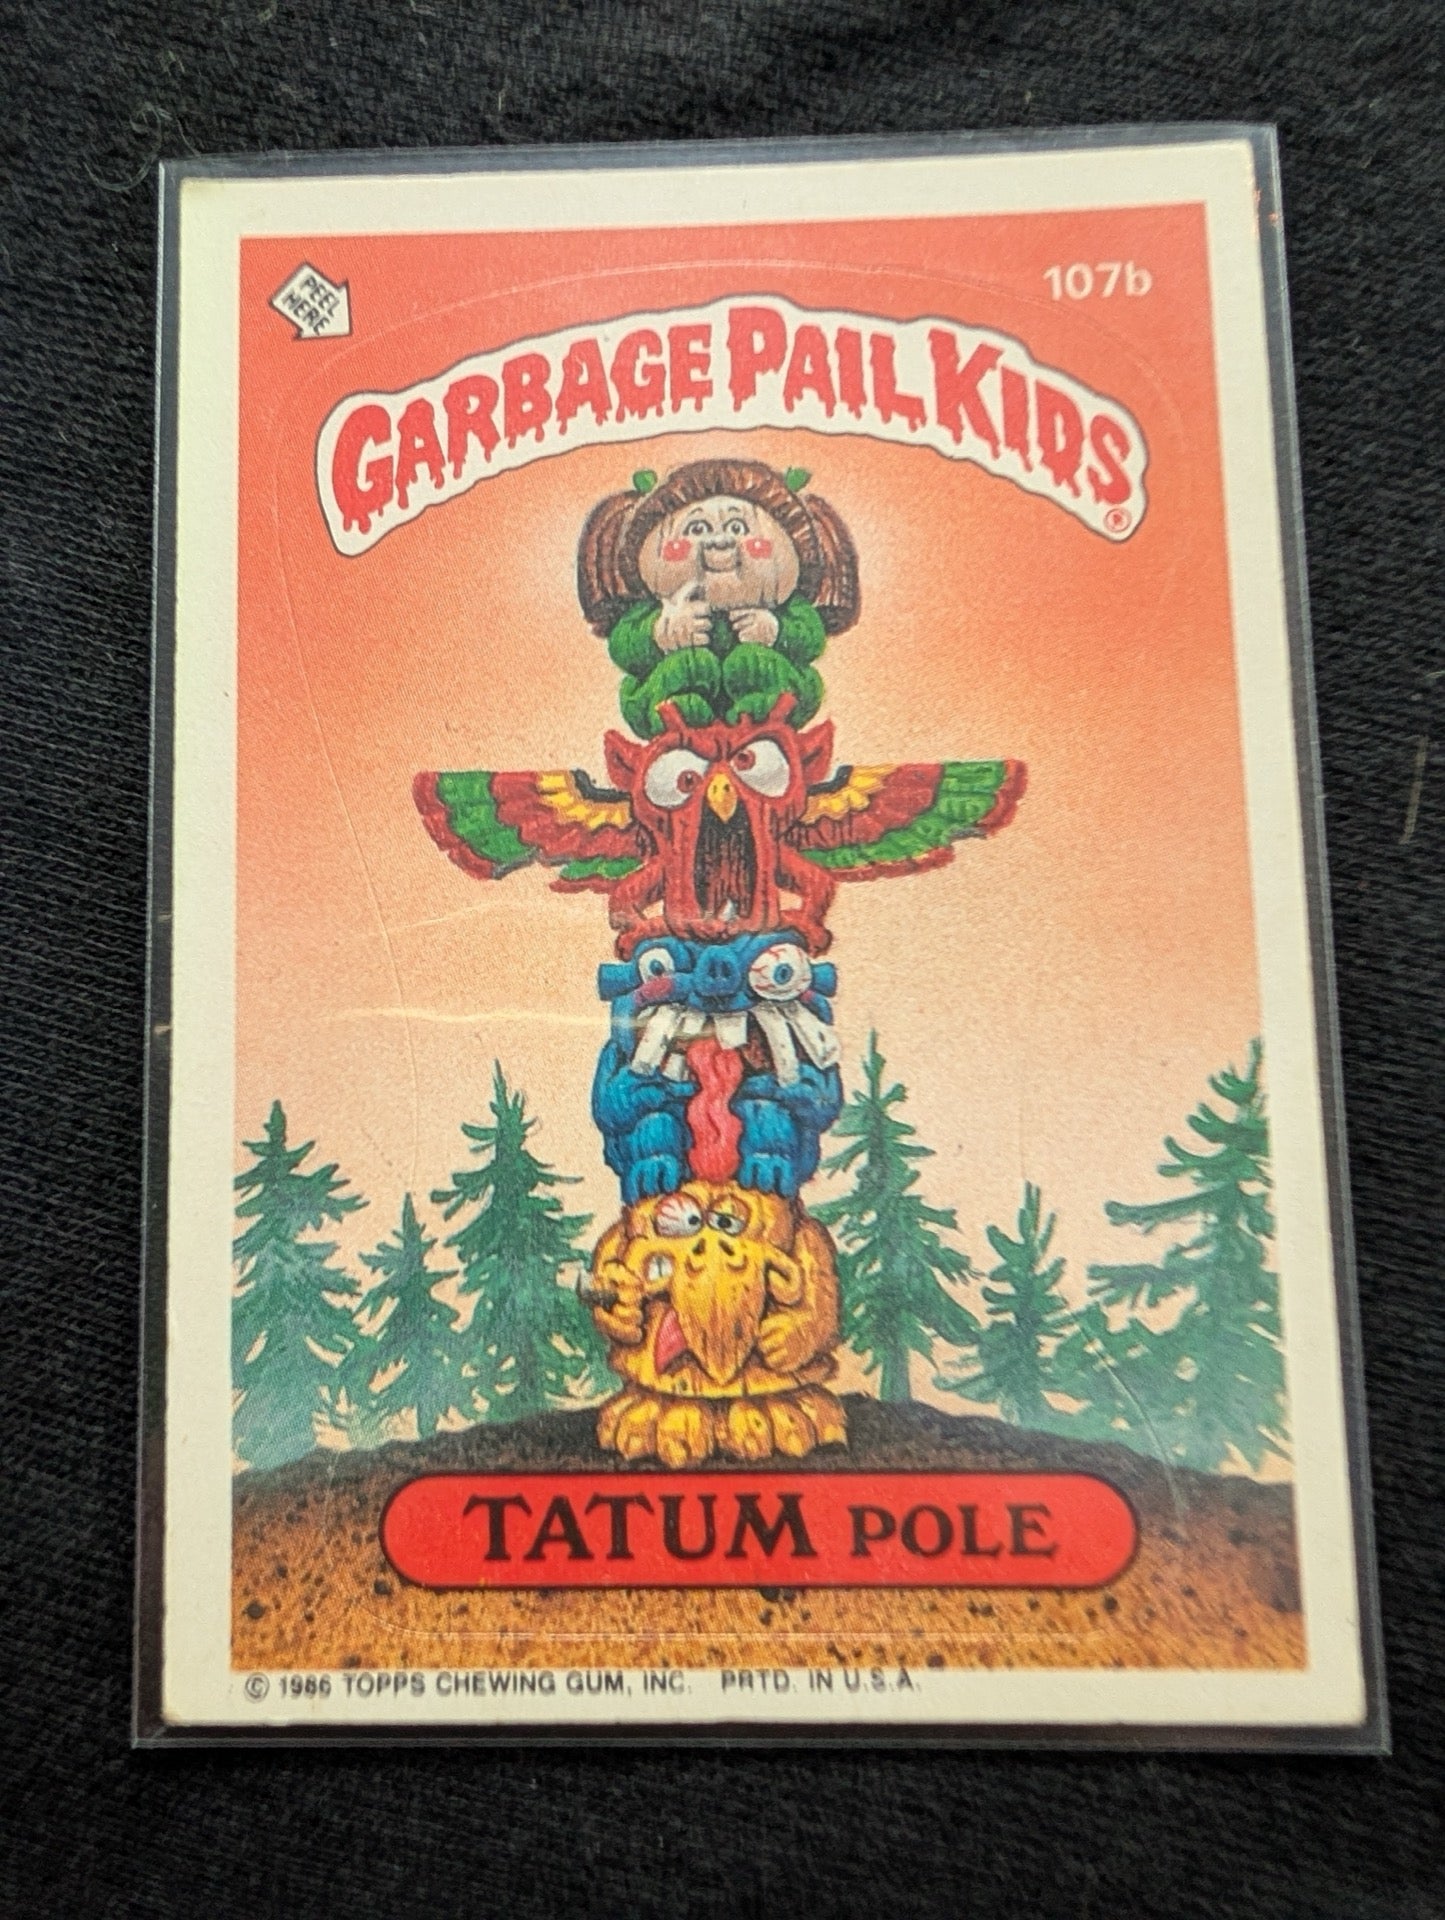 PEEL
HERE
107b
GARBAGE PAIL KIDS
®
TATUM POLE
© 1986 TOPPS CHEWING GUM, INC. PRTD. IN U.S.A.